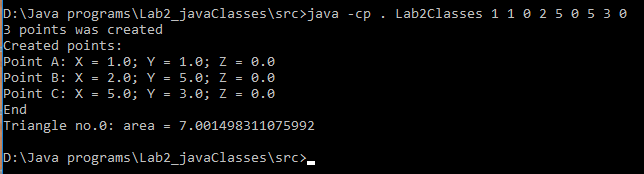 D:\Java programs\Lab2_javaClasses\src>java -cp . Lab2Classes 1 1 0 2 5 0 5 3 0
3 points was created
Created points:
Point A: X = 1.0; Y = 1.0; Z = 0.0
Point B: X = 2.0; Y = 5.0; Z = 0.0
Point C: X = 5.0; Y = 3.0; Z = 0.0
End
Triangle no.0: area = 7.001498311075992
D:\Java programs\Lab2_javaClasses\src>